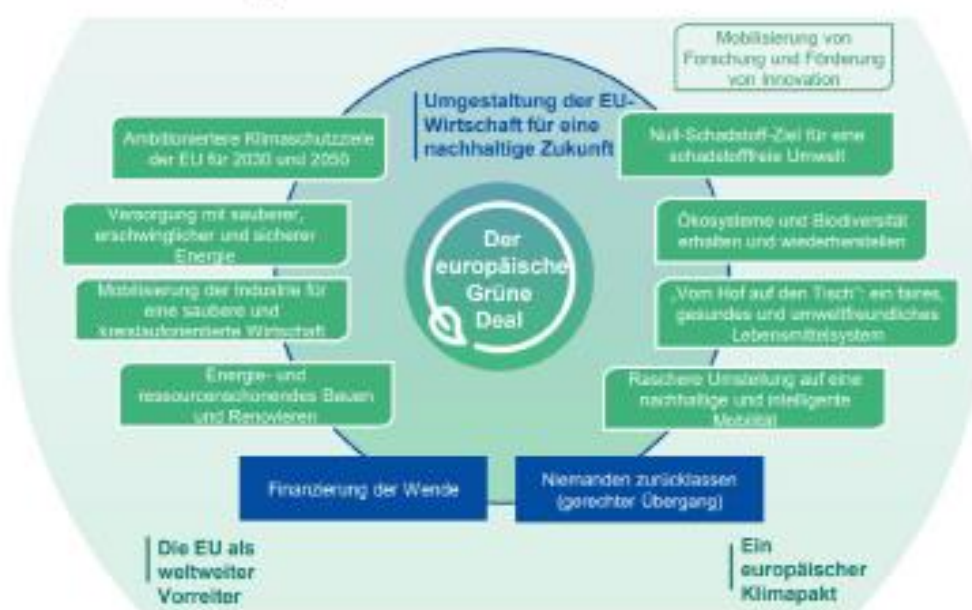 Mobilisierung von
Forschung und Förderung
von Innovation
Umgestaltung der EU-
Wirtschaft für eine
nachhaltige Zukunft
Ambitioniertere Klimaschutzziele
der EU für 2030 und 2050
Null-Schadstoff-Ziel für eine
schadstofffreie Umwelt
Versorgung mit sauberer,
erschwinglicher und sicherer
Energie
Ökosysteme und Biodiversität
erhalten und wiederherstellen
Der
europäische
Grüne
Deal
Mobilisierung der Industrie für
eine saubere und
kreislauforientierte Wirtschaft
„Vom Hof auf den Tisch“: ein faires,
gesundes und umweltfreundliches
Lebensmittelsystem
Energie- und
ressourcenschonendes Bauen
und Renovieren
Raschere Umstellung auf eine
nachhaltige und intelligente
Mobilität
Finanzierung der Wende
Niemanden zurücklassen
(gerechter Übergang)
Die EU als
weltweiter
Vorreiter
Ein
europäischer
Klimapakt